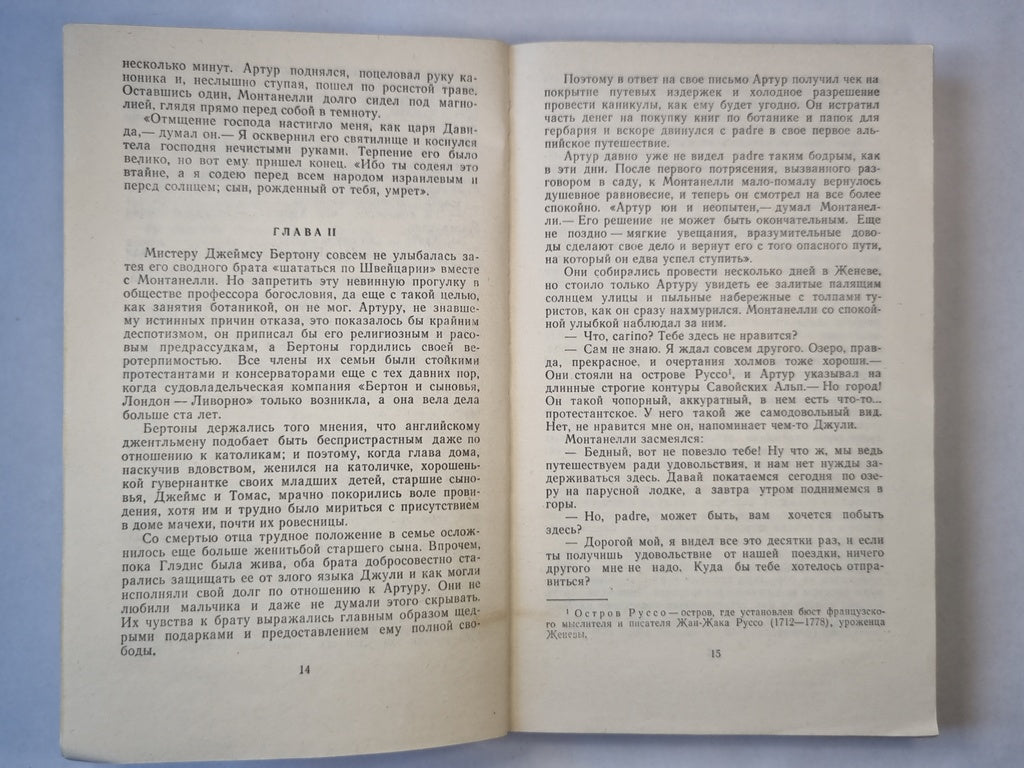 несколько минут. Артур поднялся, поцеловал руку ка-
ноника и, неслышно ступая, пошел по росистой траве.
Оставшись один, Монтанелли долго сидел под магно-
лией, глядя прямо перед собой в темноту.
«Отмщение господа настигло меня, как царя Дави-
да,— думал он.— Я осквернил его святилище и коснулся
тела господня нечистыми руками. Терпение его было
велико, но вот ему пришел конец. «Ибо ты содеял это
втайне, а я содею перед всем народом израилевым и
перед солнцем; сын, рожденный от тебя, умрет».
ГЛАВА II
Мистеру Джеймсу Бертону совсем не улыбалась за-
тея его сводного брата «шататься по Швейцарии» вместе
с Монтанелли. Но запретить эту невинную прогулку в
обществе профессора богословия, да еще с такой целью,
как занятия ботаникой, он не мог. Артуру, не знавше-
му истинных причин отказа, это показалось бы крайним
деспотизмом, он приписал бы его религиозным и расо-
вым предрассудкам, а Бертоны гордились своей ве-
ротерпимостью. Все члены их семьи были стойкими
протестантами и консерваторами еще с тех давних пор,
когда судовладельческая компания «Бертон и сыновья,
Лондон — Ливорно» только возникла, а она вела дела
больше ста лет.
Бертоны держались того мнения, что английскому
джентльмену подобает быть беспристрастным даже по
отношению к католикам; и поэтому, когда глава дома,
наскучив вдовством, женился на католичке, хорошень-
кой гувернантке своих младших детей, старшие сыно-
вья, Джеймс и Томас, мрачно покорились воле прови-
дения, хотя им и трудно было мириться с присутствием
в доме мачехи, почти их ровесницы.
Со смертью отца трудное положение в семье ослож-
нилось еще больше женитьбой старшего сына. Впрочем,
пока Глэдис была жива, оба брата добросовестно ста-
рались защищать ее от злого языка Джули и как могли
исполняли свой долг по отношению к Артуру. Они не
любили мальчика и даже не думали этого скрывать.
Их чувства к брату выражались главным образом щед-
рыми подарками и предоставлением ему полной сво-
боды.
14
Поэтому в ответ на свое письмо Артур получил чек на
покрытие путевых издержек и холодное разрешение
провести каникулы, как ему будет угодно. Он истратил
часть денег на покупку книг по ботанике и папок для
гербария и вскоре двинулся с padre в свое первое аль-
пийское путешествие.
Артур давно уже не видел padre таким бодрым, как
в эти дни. После первого потрясения, вызванного раз-
говором в саду, к Монтанелли мало-помалу вернулось
душевное равновесие, и теперь он смотрел на все более
спокойно. «Артур юн и неопытен,— думал Монтанел-
ли.— Его решение не может быть окончательным. Еще
не поздно — мягкие увещания, вразумительные дово-
ды сделают свое дело и вернут его с того опасного пути,
на который он едва успел ступить».
Они собирались провести несколько дней в Женеве,
но стоило только Артуру увидеть ее залитые палящим
солнцем улицы и пыльные набережные с толпами ту-
ристов, как он сразу нахмурился. Монтанелли со спокой-
ной улыбкой наблюдал за ним.
— Что, carino? Тебе здесь не нравится?
— Сам не знаю. Я ждал совсем другого. Озеро, прав-
да, прекрасное, и очертания холмов тоже хороши.—
Они стояли на острове Руссо¹, и Артур указывал на
длинные строгие контуры Савойских Альп.— Но город!
Он такой чопорный, аккуратный, в нем есть что-то...
протестантское. У него такой же самодовольный вид.
Нет, не нравится мне он, напоминает чем-то Джули.
Монтанелли засмеялся:
— Бедный, вот не повезло тебе! Ну что ж, мы ведь
путешествуем ради удовольствия, и нам нет нужды за-
держиваться здесь. Давай покатаемся сегодня по озе-
ру на парусной лодке, а завтра утром поднимемся в
горы.
— Но, padre, может быть, вам хочется побыть
здесь?
— Дорогой мой, я видел все это десятки раз, и если
ты получишь удовольствие от нашей поездки, ничего
другого мне не надо. Куда бы тебе хотелось отпра-
виться?
¹ Остров Руссо — остров, где установлен бюст французско-
го мыслителя и писателя Жан-Жака Руссо (1712—1778), уроженца
Женевы.
15